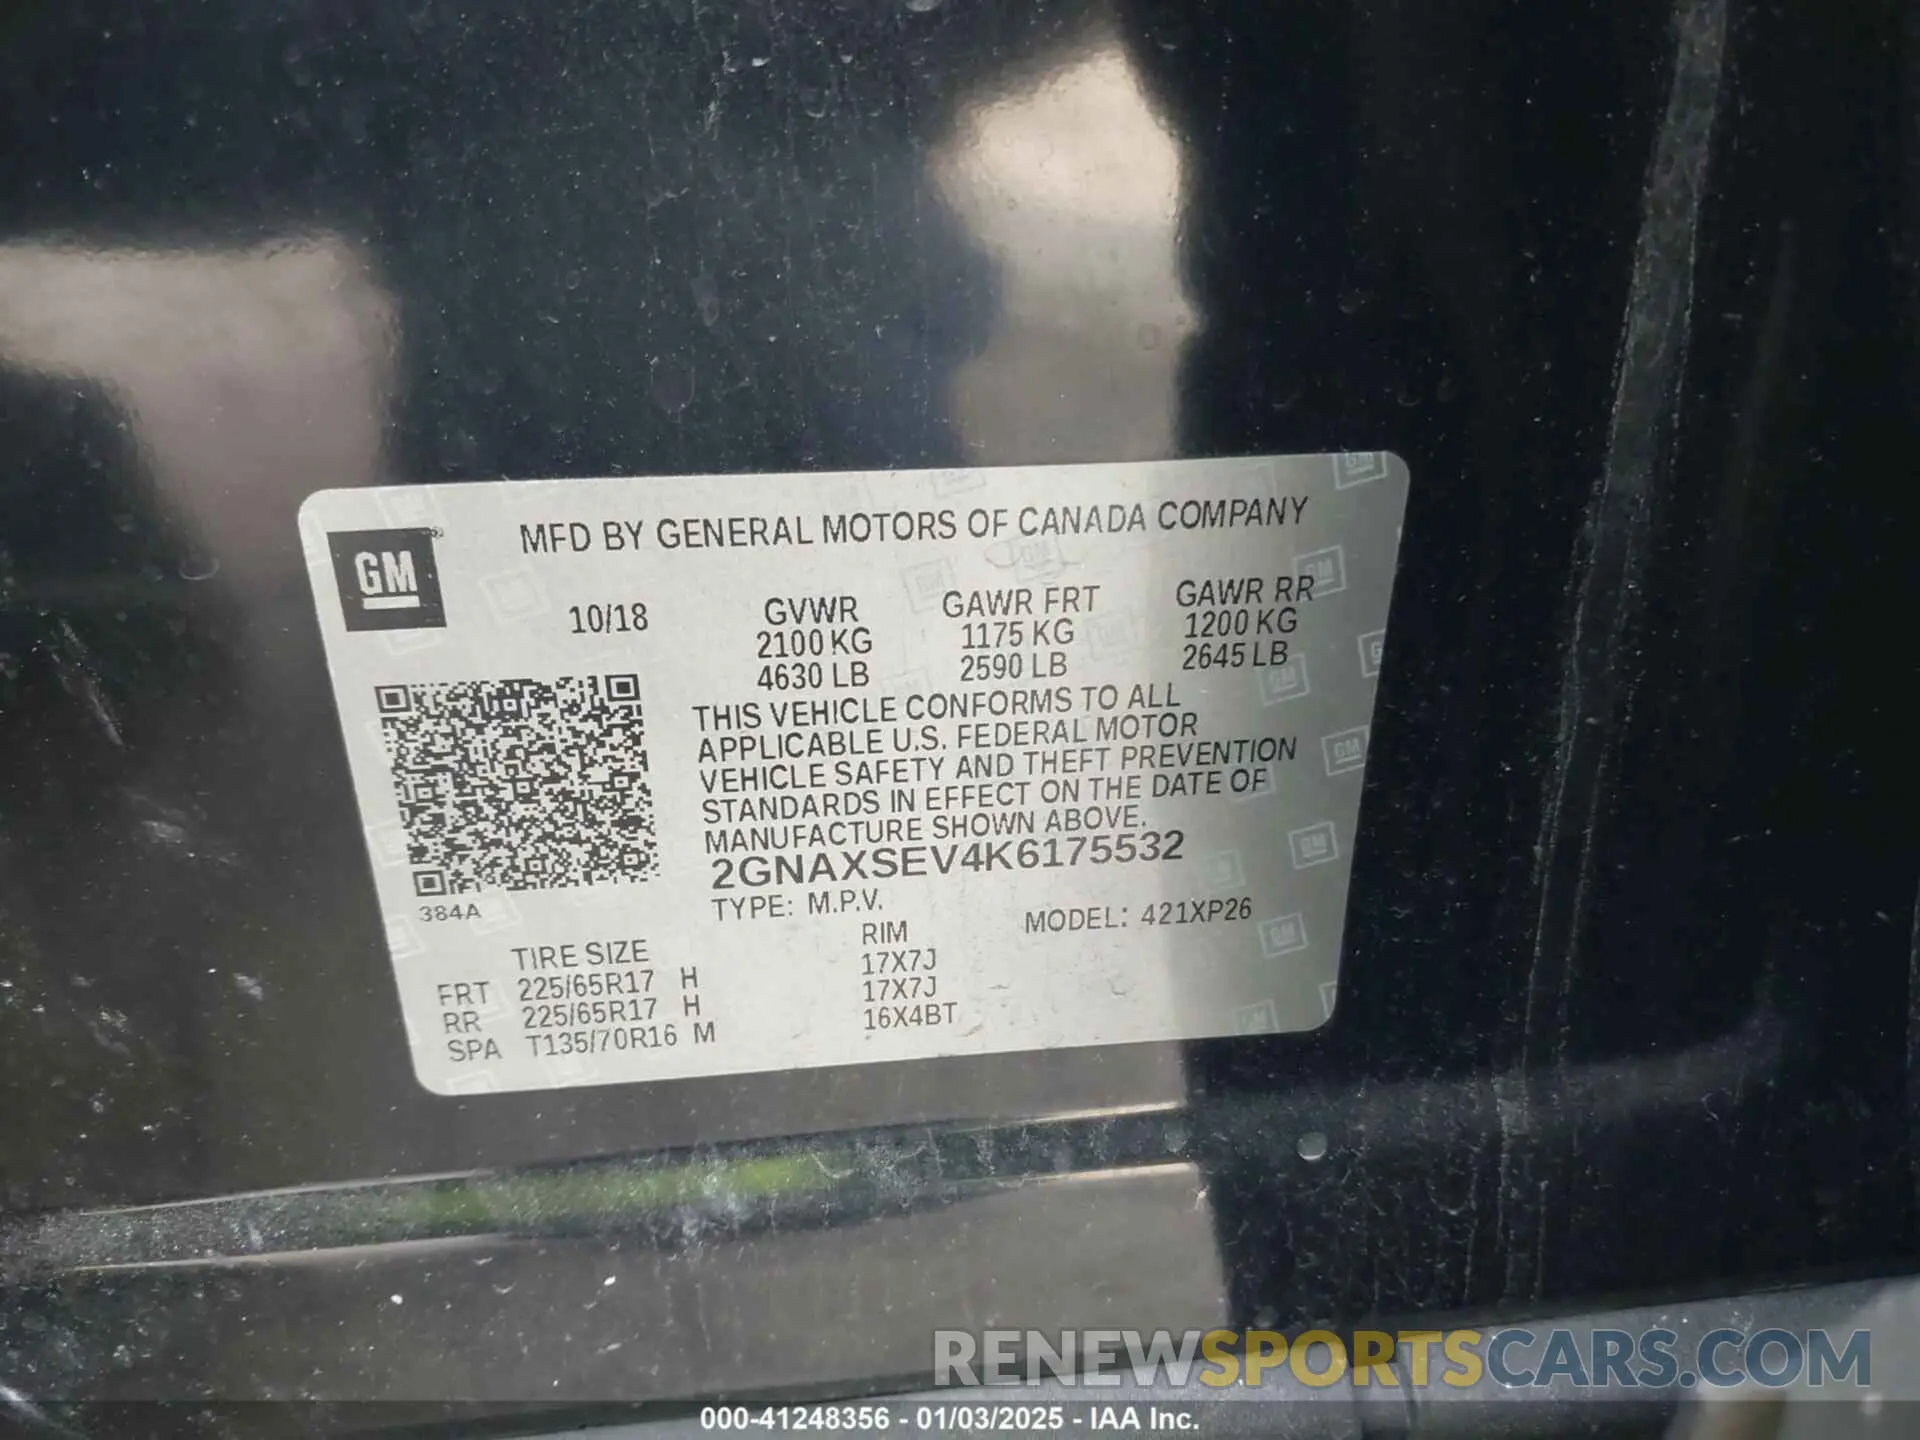 GM®
MFD BY GENERAL MOTORS OF CANADA COMPANY
10/18
GVWR
2100 KG
4630 LB
GAWR FRT
1175 KG
2590 LB
GAWR RR
1200 KG
2645 LB
THIS VEHICLE CONFORMS TO ALL
APPLICABLE U.S. FEDERAL MOTOR
VEHICLE SAFETY AND THEFT PREVENTION
STANDARDS IN EFFECT ON THE DATE OF
MANUFACTURE SHOWN ABOVE.
2GNAXSEV4K6175532
384A
TYPE: M.P.V.
MODEL: 421XP26
TIRE SIZE RIM
FRT 225/65R17 H 17X7J
RR 225/65R17 H 17X7J
SPA T135/70R16 M 16X4BT
RENEWSPORTSCARS.COM
000-41248356 - 01/03/2025 - IAA Inc.